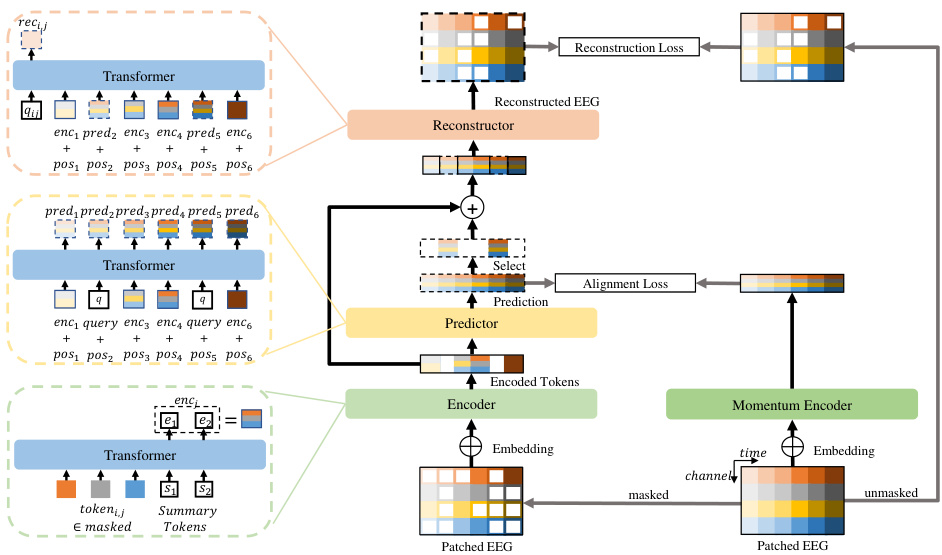 rec_{i,j}
Transformer
q_{ij}
enc_1 pred_2 enc_3 enc_4 pred_5 enc_6
+ + + + + +
pos_1 pos_2 pos_3 pos_4 pos_5 pos_6
Reconstruction Loss
Reconstructed EEG
Reconstructor
+
pred_1 pred_2 pred_3 pred_4 pred_5 pred_6
Transformer
q q
enc_1 query enc_3 enc_4 query enc_6
+ + + + + +
pos_1 pos_2 pos_3 pos_4 pos_5 pos_6
Select
Alignment Loss
Prediction
Predictor
Encoded Tokens
enc_i
e_1 e_2 =
Transformer
s_1 s_2
token_{i,j} Summary
∈ masked Tokens
Encoder
Momentum Encoder
Embedding
Embedding
time
channel
masked
unmasked
Patched EEG
Patched EEG